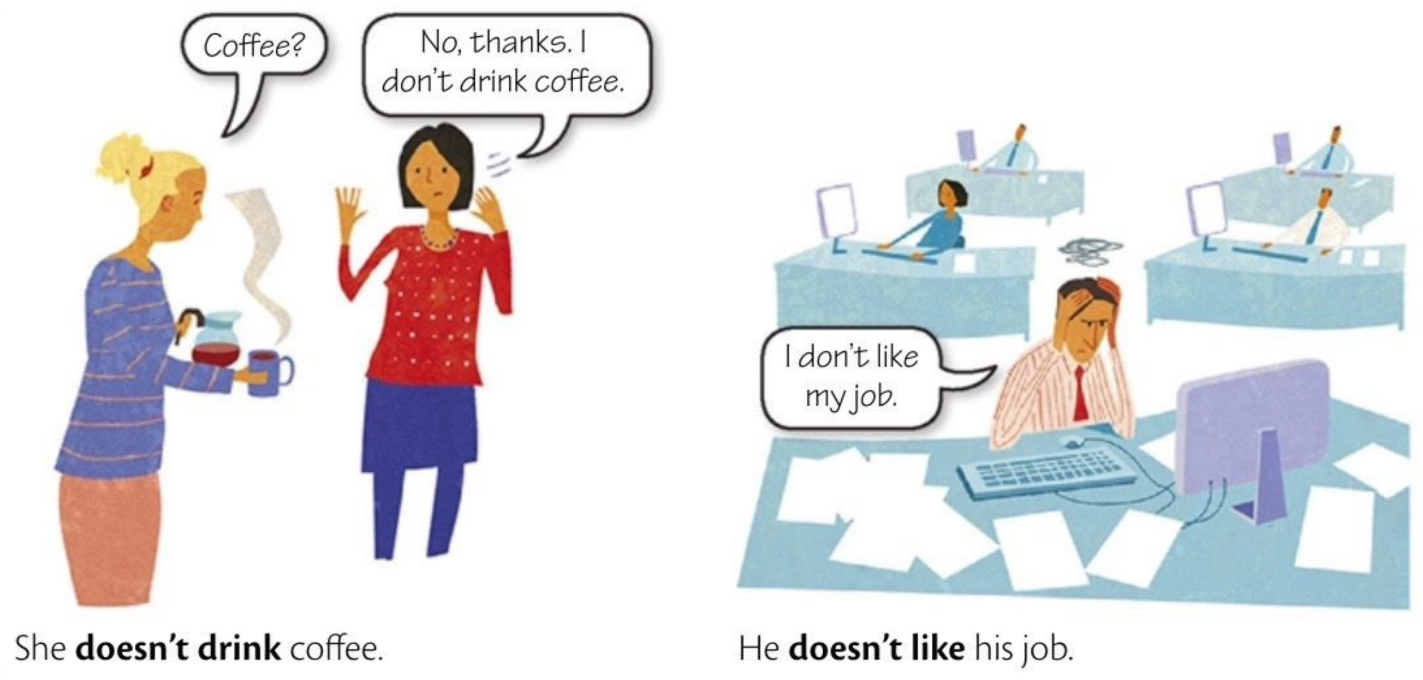 Coffee?
No, thanks. I
don't drink coffee.
I don't like
my job.
She doesn't drink coffee.
He doesn't like his job.